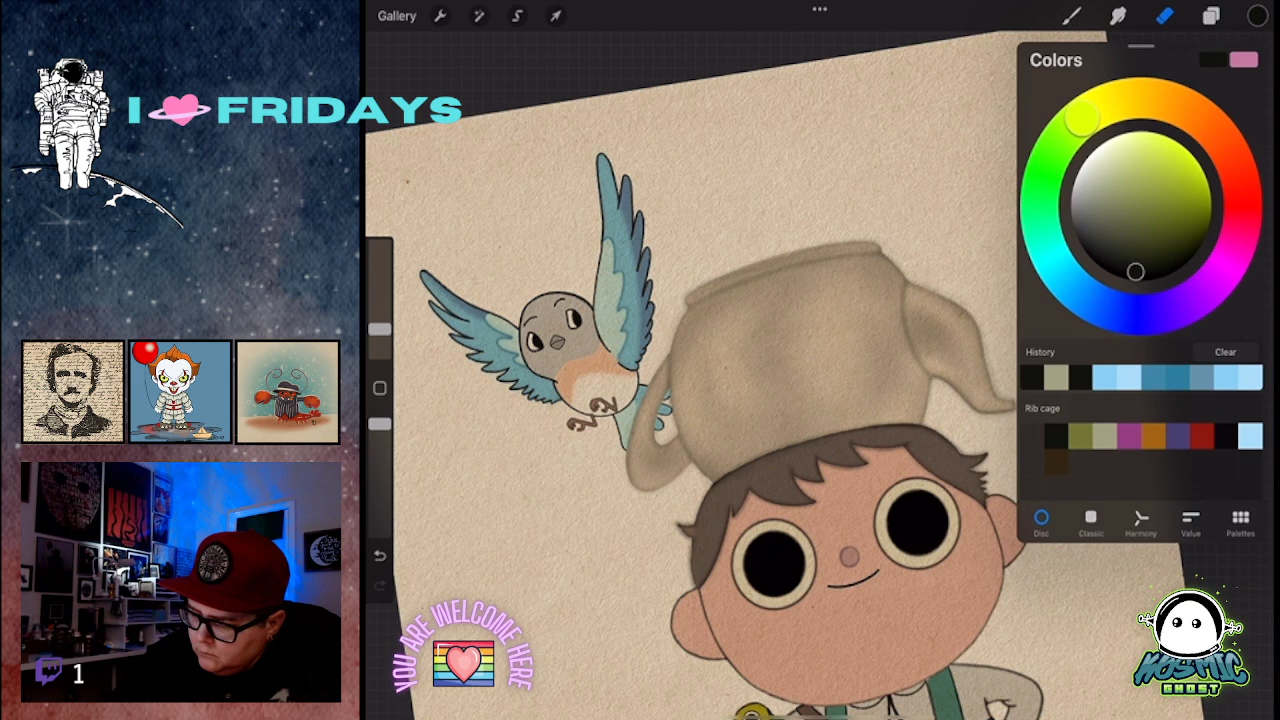 Gallery
I FRIDAYS
Colors
History
Clear
Rib cage
Disc
Classic
Harmony
Value
Palettes
YOU ARE WELCOME HERE
1
KOSMIC
GHOST